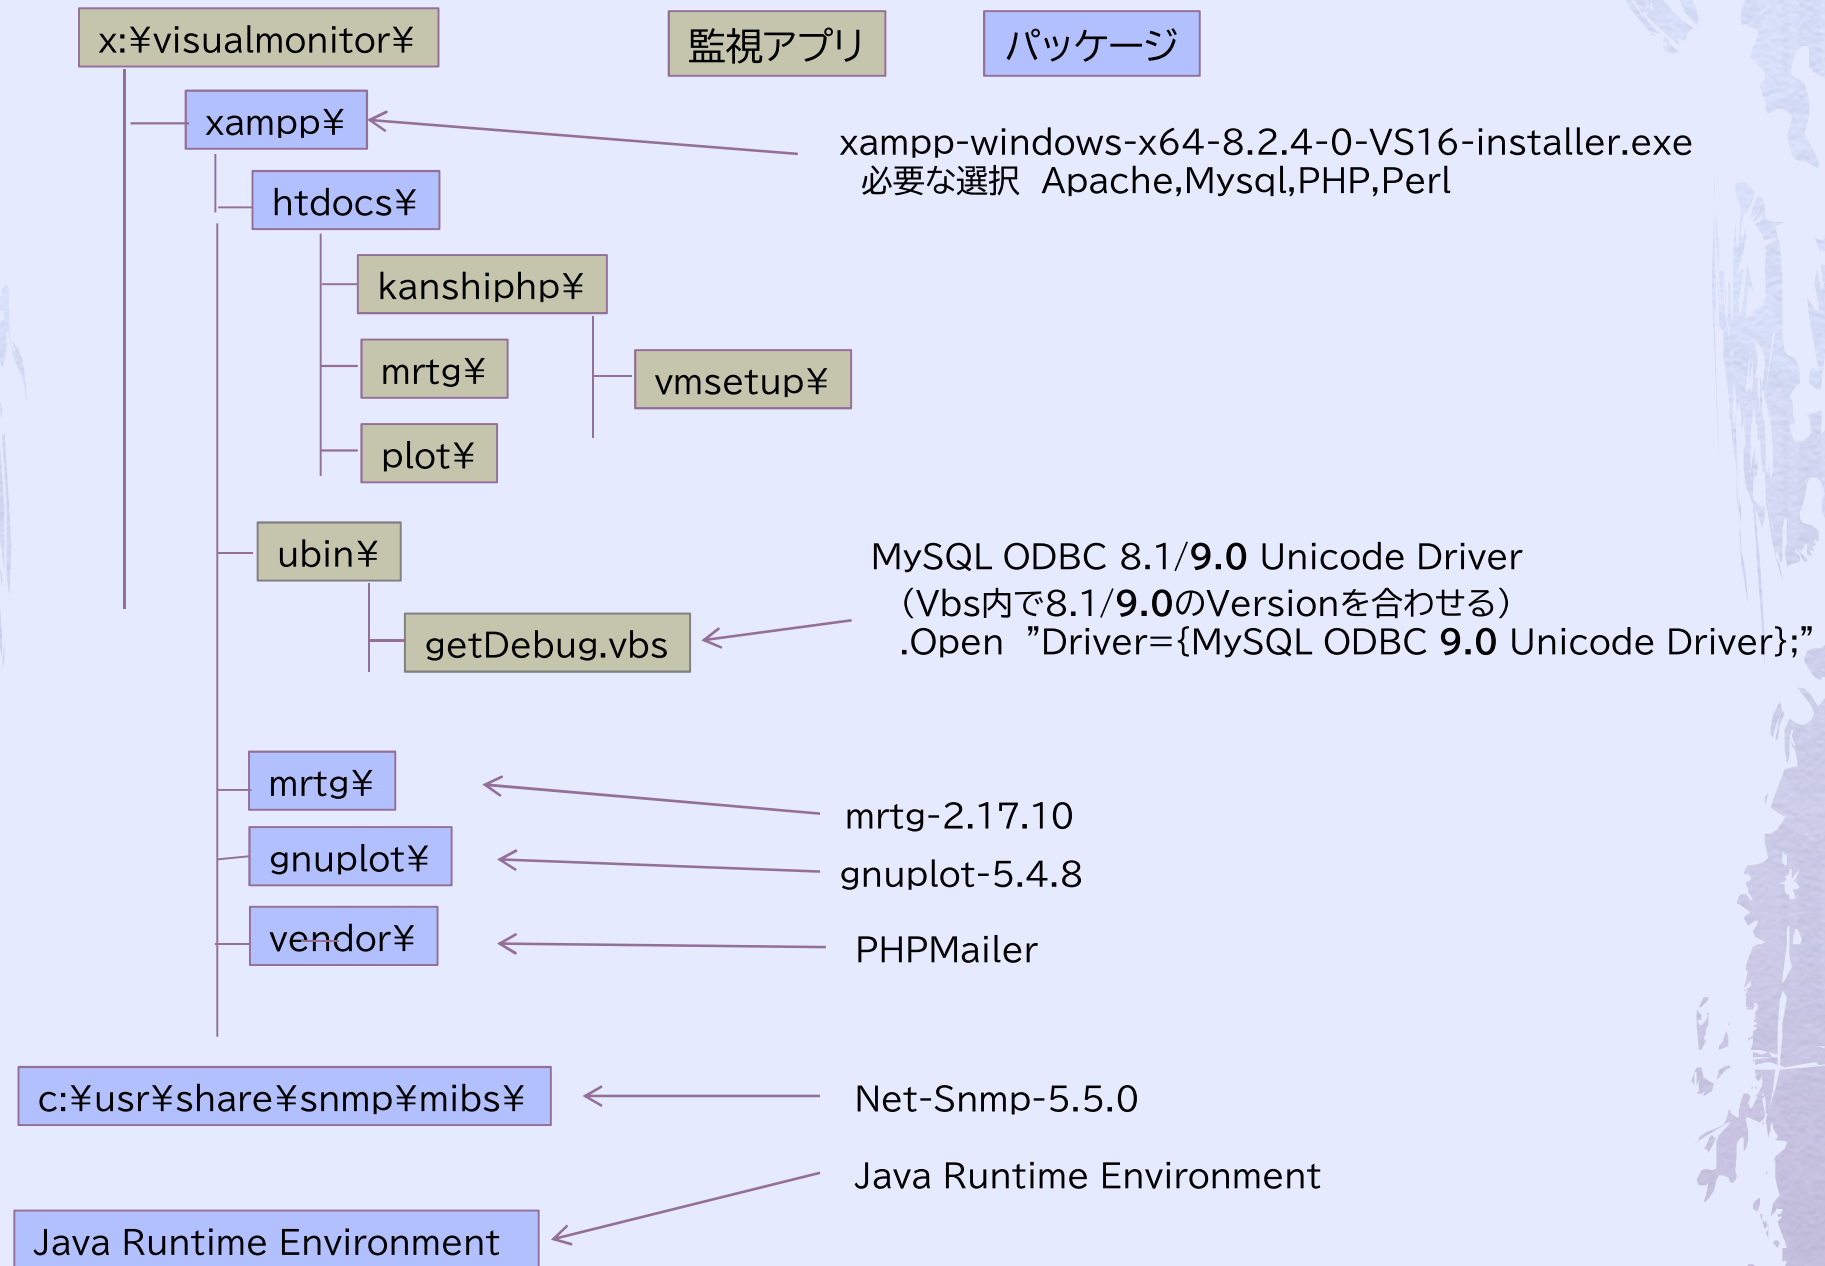 x:¥visualmonitor¥
監視アプリ
パッケージ
xampp¥
xampp-windows-x64-8.2.4-0-VS16-installer.exe
必要な選択 Apache,Mysql,PHP,Perl
htdocs¥
kanshiphp¥
mrtg¥
vmsetup¥
plot¥
ubin¥
MySQL ODBC 8.1/9.0 Unicode Driver
（Vbs内で8.1/9.0のVersionを合わせる）
.Open ”Driver={MySQL ODBC 9.0 Unicode Driver};”
getDebug.vbs
mrtg¥
mrtg-2.17.10
gnuplot¥
gnuplot-5.4.8
vendor¥
PHPMailer
c:¥usr¥share¥snmp¥mibs¥
Net-Snmp-5.5.0
Java Runtime Environment
Java Runtime Environment